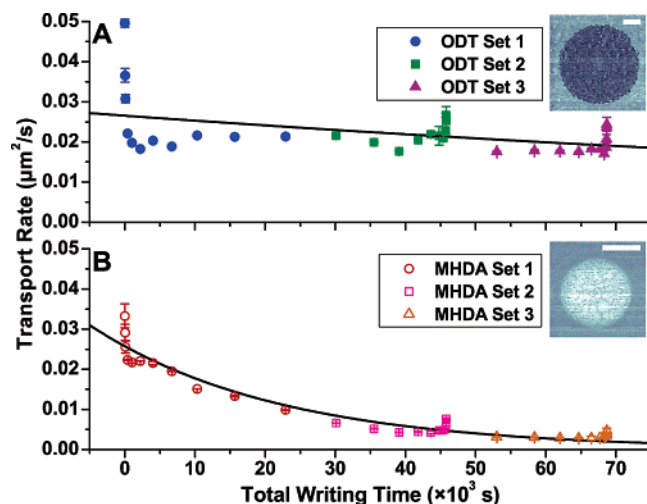 A
0.05
0.04
0.03
0.02
0.01
0.00
ODT Set 1
ODT Set 2
ODT Set 3
Transport Rate (μm²/s)
B
0.05
0.04
0.03
0.02
0.01
0.00
MHDA Set 1
MHDA Set 2
MHDA Set 3
0 10 20 30 40 50 60 70
Total Writing Time (×10³ s)